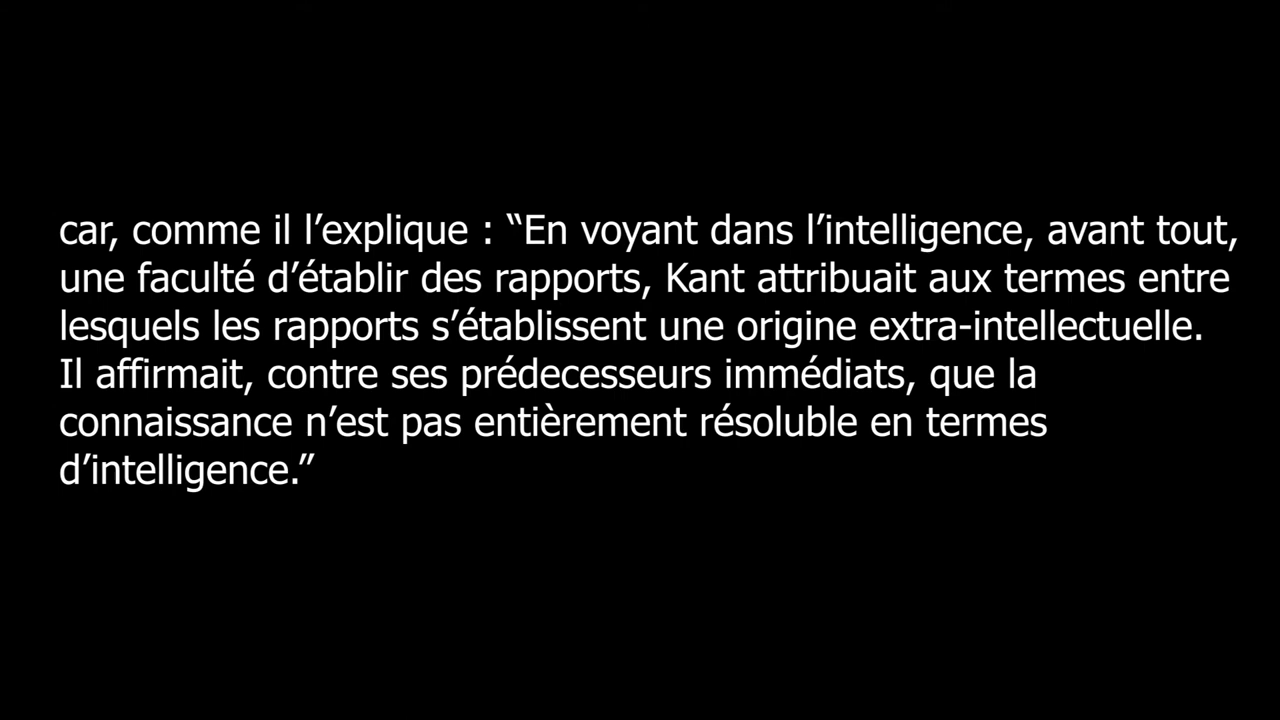 car, comme il l’explique : “En voyant dans l’intelligence, avant tout,
une faculté d’établir des rapports, Kant attribuait aux termes entre
lesquels les rapports s’établissent une origine extra-intellectuelle.
Il affirmait, contre ses prédecesseurs immédiats, que la
connaissance n’est pas entièrement résoluble en termes
d’intelligence.”